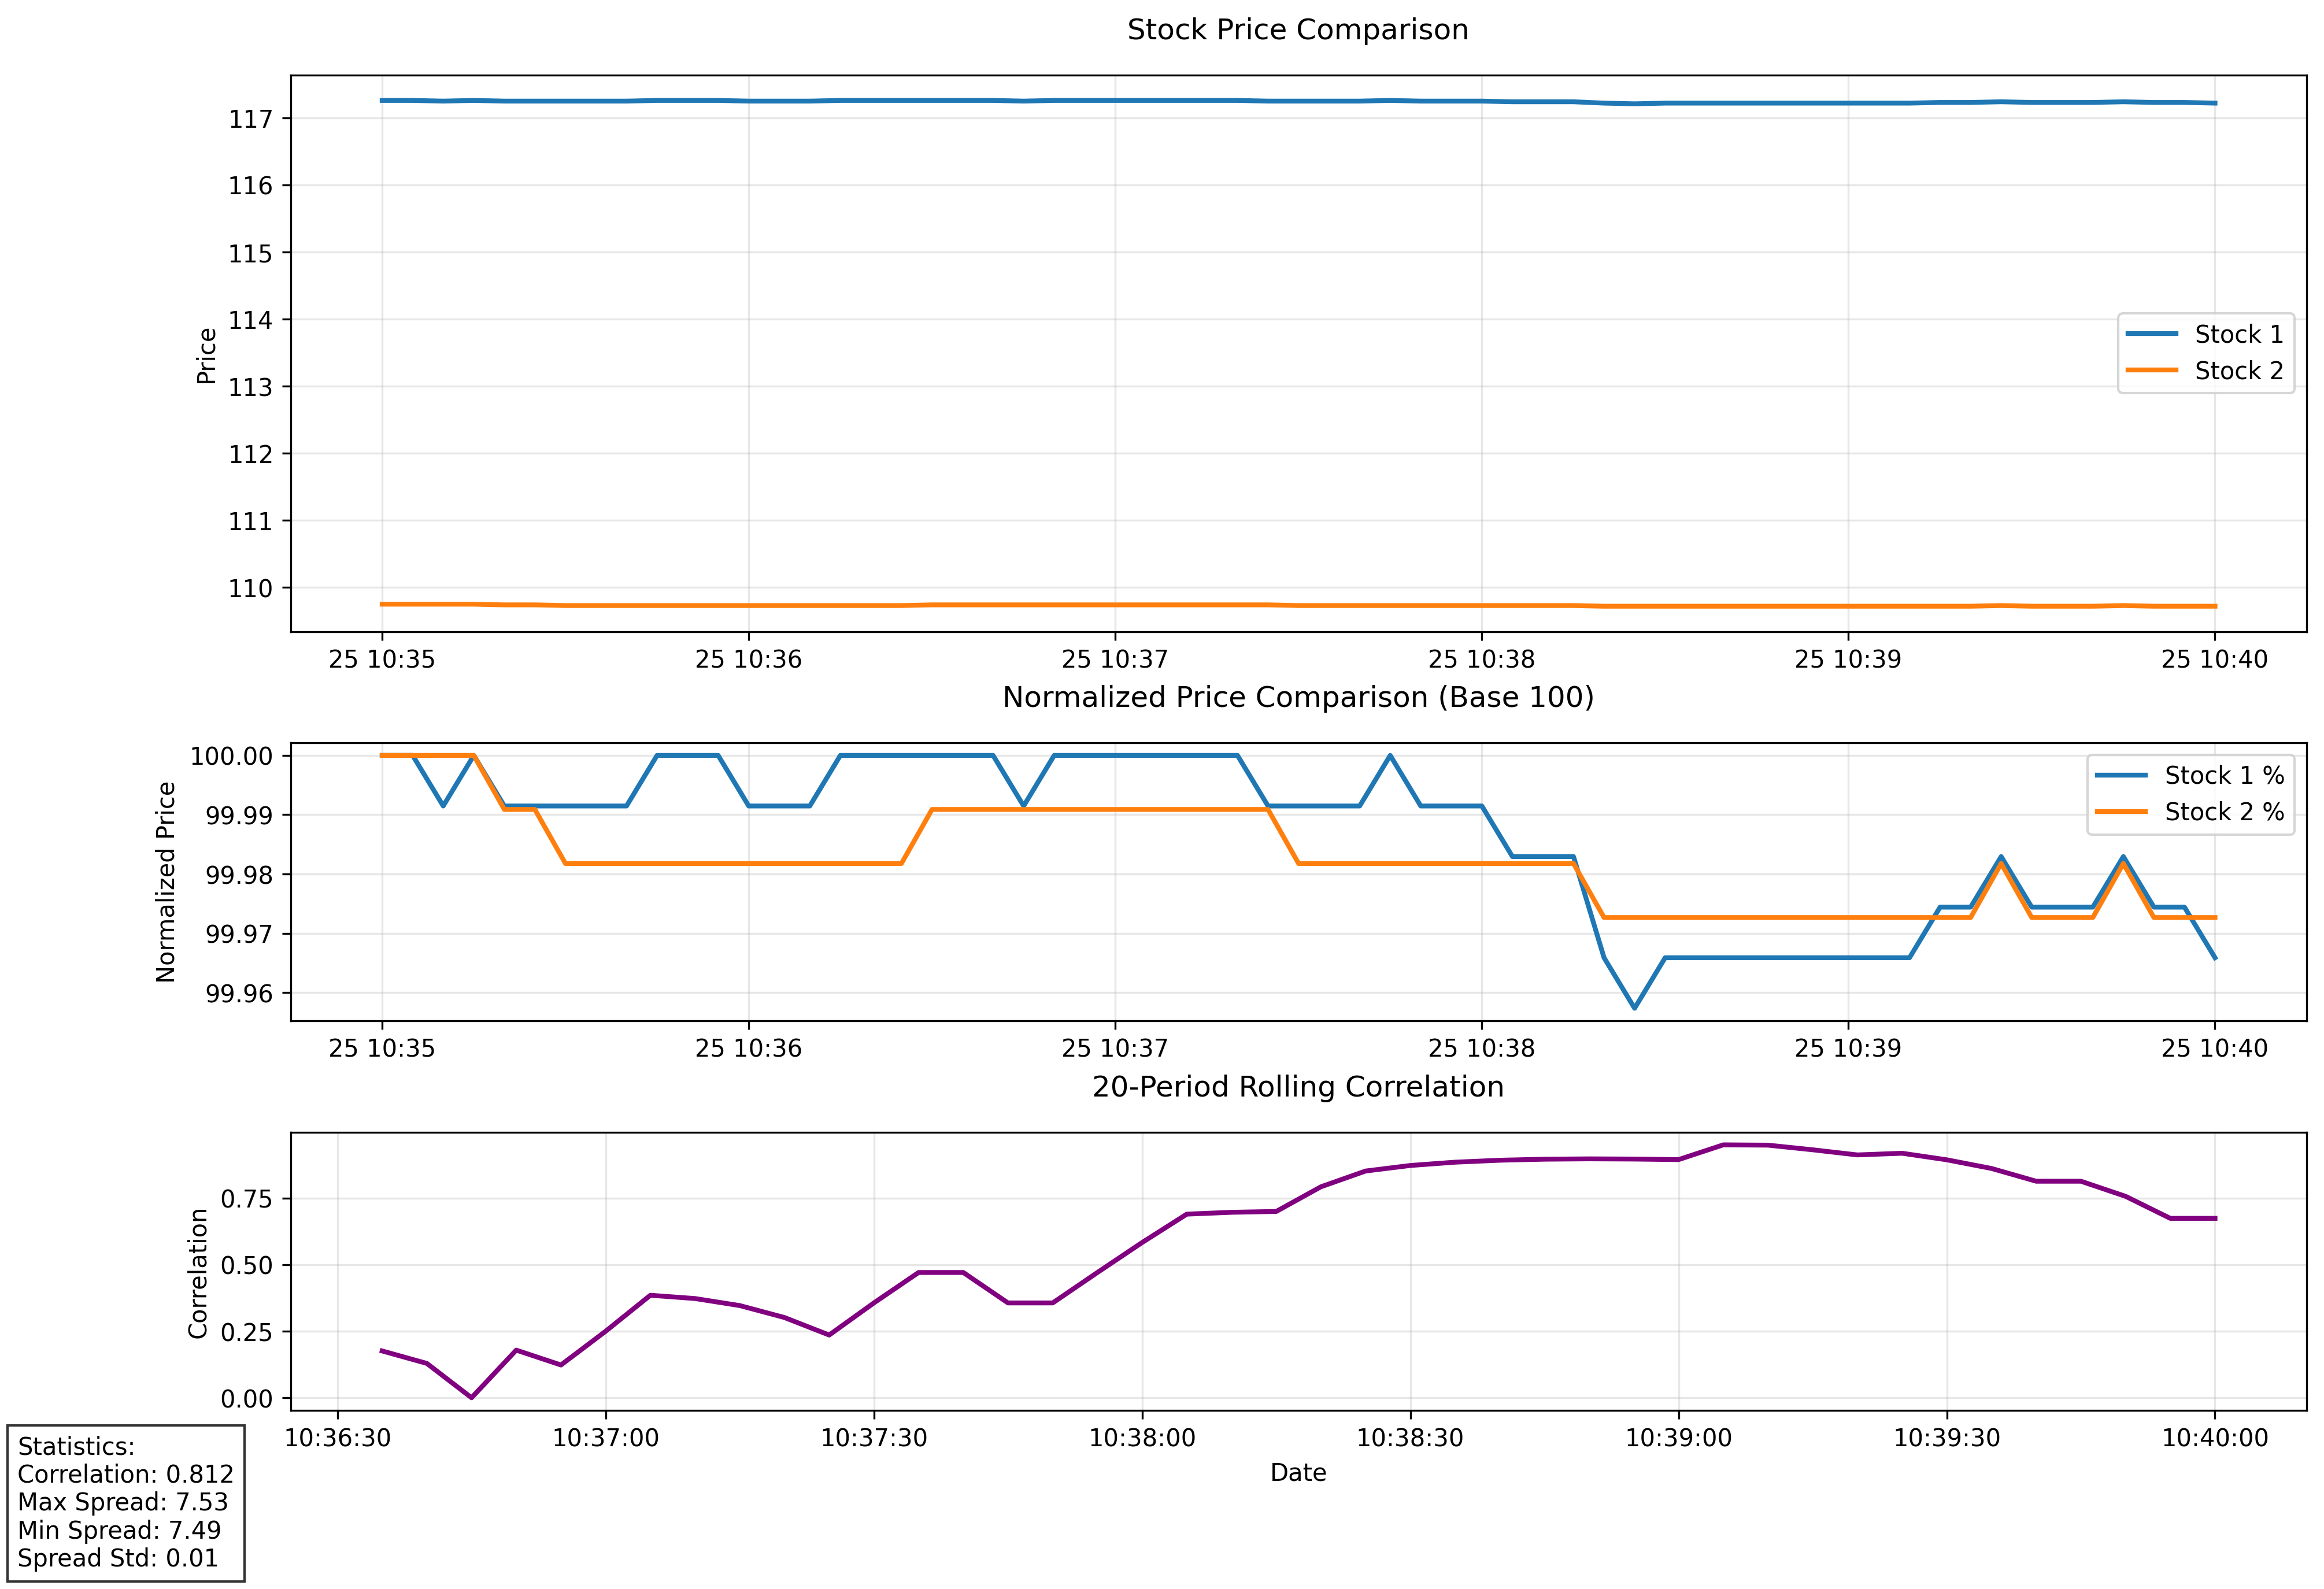 Stock Price Comparison
117
116
115
114
113
112
111
110
Price
Stock 1
Stock 2
25 10:35 25 10:36 25 10:37 25 10:38 25 10:39 25 10:40
Normalized Price Comparison (Base 100)
100.00
99.99
99.98
99.97
99.96
Normalized Price
Stock 1 %
Stock 2 %
25 10:35 25 10:36 25 10:37 25 10:38 25 10:39 25 10:40
20-Period Rolling Correlation
0.75
0.50
0.25
0.00
Correlation
10:36:30 10:37:00 10:37:30 10:38:00 10:38:30 10:39:00 10:39:30 10:40:00
Date
Statistics:
Correlation: 0.812
Max Spread: 7.53
Min Spread: 7.49
Spread Std: 0.01